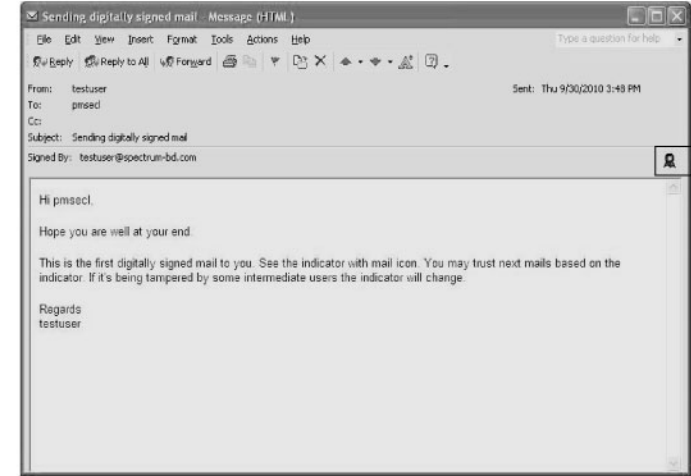 Sending digitally signed mail - Message (HTML)
File Edit View Insert Format Tools Actions Help Type a question for help
Reply Reply to All Forward
From: testuser Sent: Thu 9/30/2010 3:48 PM
To: pmsecl
Cc:
Subject: Sending digitally signed mail
Signed By: testuser@spectrum-bd.com
Hi pmsecl,
Hope you are well at your end.
This is the first digitally signed mail to you. See the indicator with mail icon. You may trust next mails based on the
indicator. If it's being tampered by some intermediate users the indicator will change.
Regards
testuser